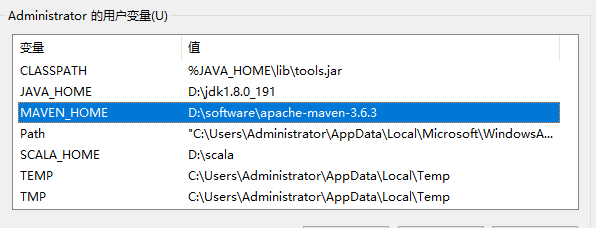 Administrator 的用户变量(U)
变量 值
CLASSPATH %JAVA_HOME\lib\tools.jar
JAVA_HOME D:\jdk1.8.0_191
MAVEN_HOME D:\software\apache-maven-3.6.3
Path "C:\Users\Administrator\AppData\Local\Microsoft\WindowsA...
SCALA_HOME D:\scala
TEMP C:\Users\Administrator\AppData\Local\Temp
TMP C:\Users\Administrator\AppData\Local\Temp